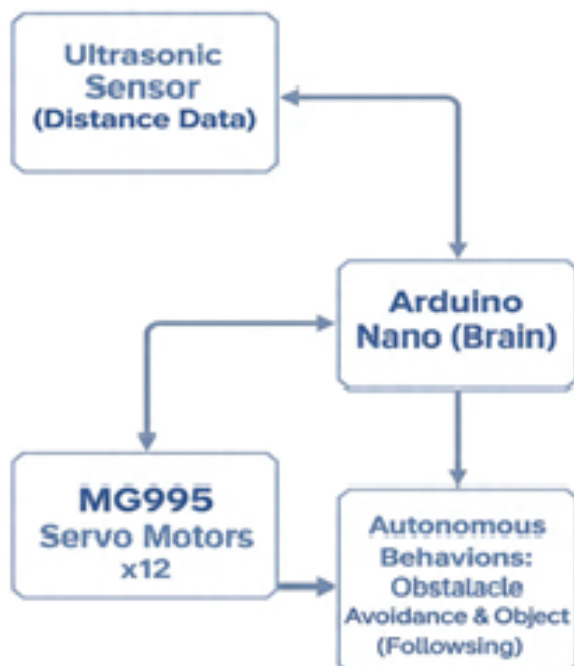 Ultrasonic
Sensor
(Distance Data)
Arduino
Nano (Brain)
MG995
Servo Motors
x12
Autonomous
Behavions:
Obstalacle
Avoidance & Object
(Followsing)